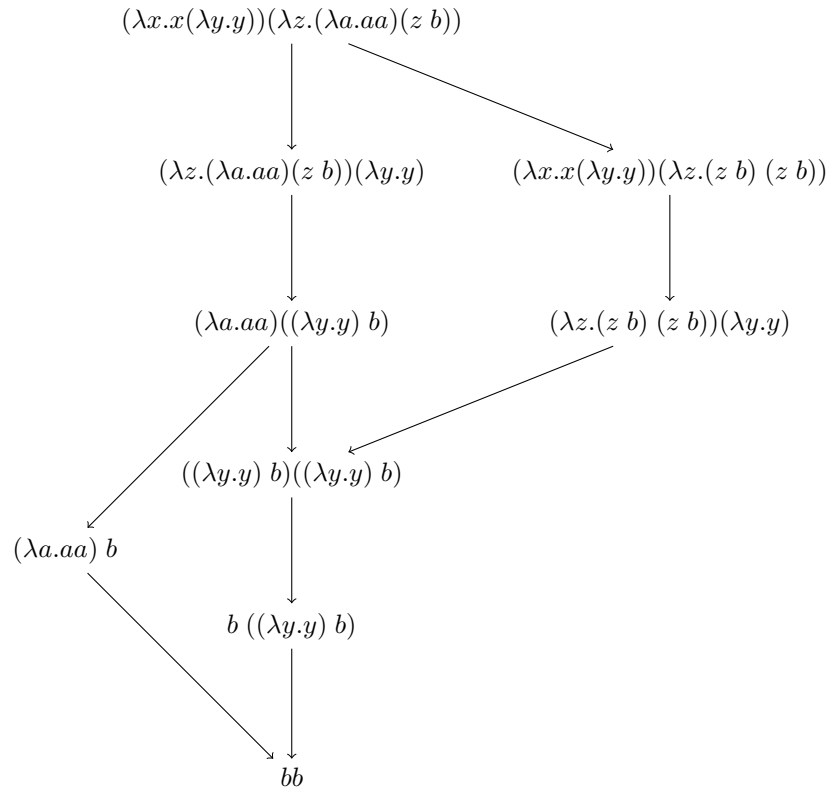 (λx.x(λy.y))(λz.(λa.aa)(z b))
(λz.(λa.aa)(z b))(λy.y)
(λx.x(λy.y))(λz.(z b) (z b))
(λa.aa)((λy.y) b)
(λz.(z b) (z b))(λy.y)
((λy.y) b)((λy.y) b)
(λa.aa) b
b ((λy.y) b)
bb